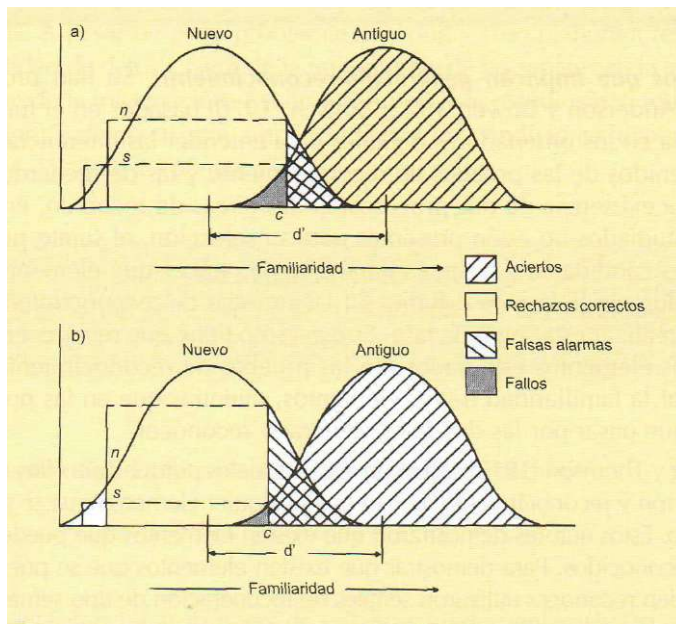 a)
Nuevo
Antiguo
n
s
c
d'
Familiaridad
Aciertos
Rechazos correctos
Falsas alarmas
Fallos
b)
Nuevo
Antiguo
n
s
c
d'
Familiaridad